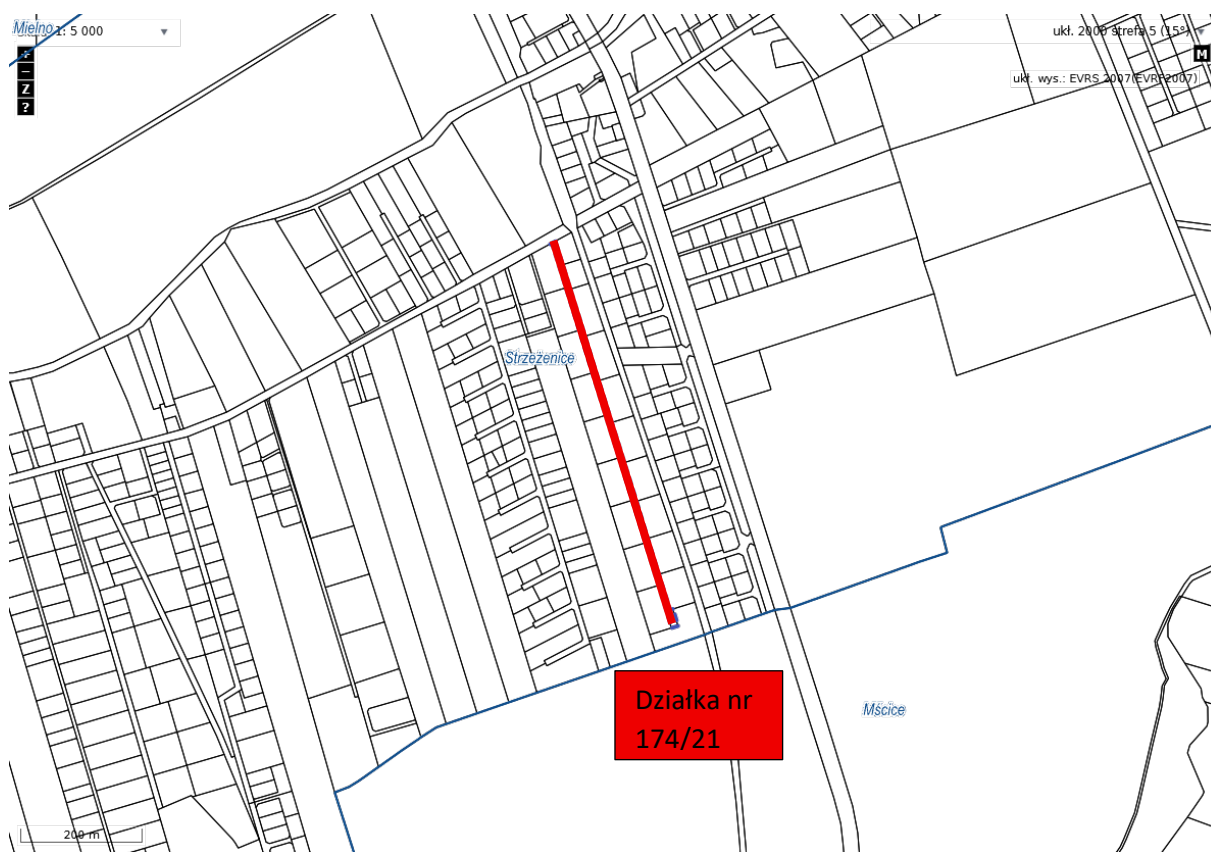 Mielno
1: 5 000
ukł. 2000 strefa 5 (15°)
M
ukł. wys.: EVRS 2007(EVRF2007)
+
−
Z
?
Strzeżenice
Działka nr
174/21
Mścice
200 m